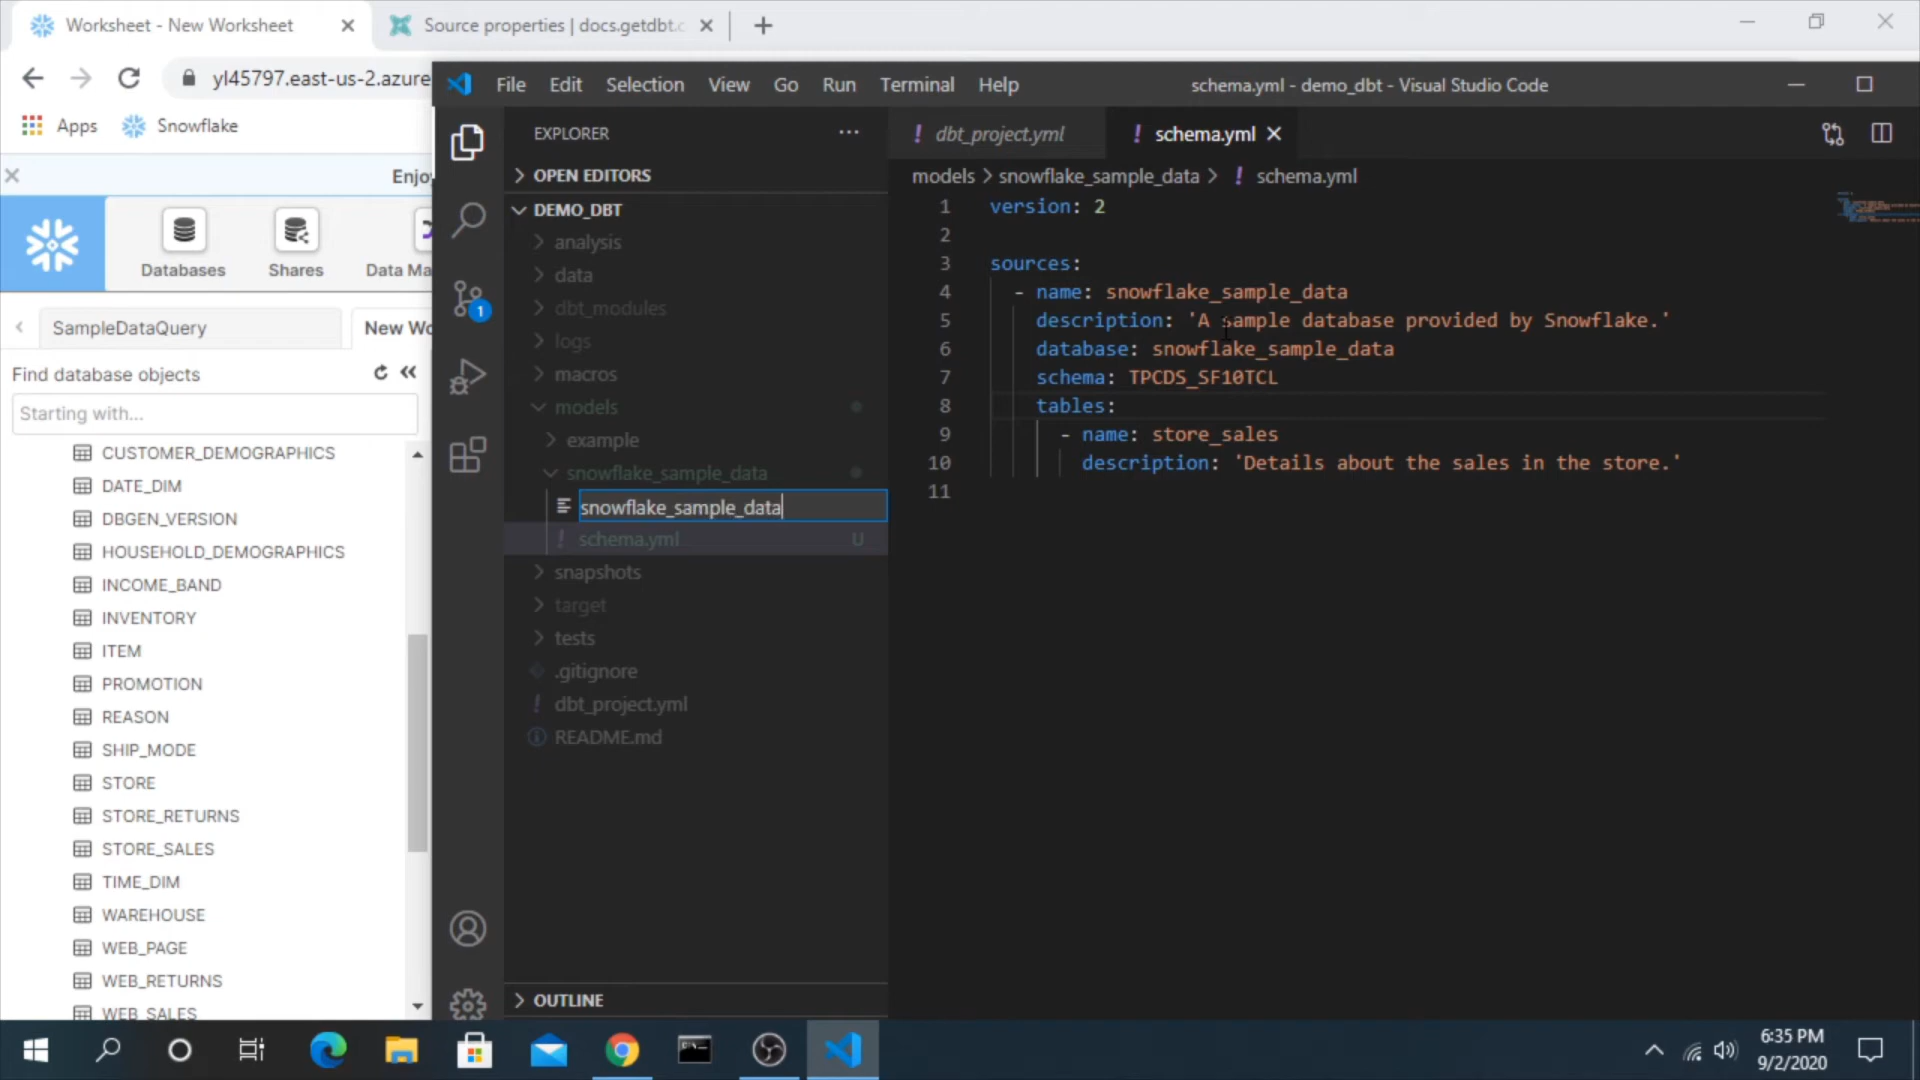 Worksheet - New Worksheet
Source properties | docs.getdbt.c
yl45797.east-us-2.azure
Apps
Snowflake
Enjo
Databases
Shares
Data Ma
SampleDataQuery
New Wo
Find database objects
Starting with...
CUSTOMER_DEMOGRAPHICS
DATE_DIM
DBGEN_VERSION
HOUSEHOLD_DEMOGRAPHICS
INCOME_BAND
INVENTORY
ITEM
PROMOTION
REASON
SHIP_MODE
STORE
STORE_RETURNS
STORE_SALES
TIME_DIM
WAREHOUSE
WEB_PAGE
WEB_RETURNS
WEB_SALES
File Edit Selection View Go Run Terminal Help
schema.yml - demo_dbt - Visual Studio Code
1
EXPLORER
OPEN EDITORS
DEMO_DBT
analysis
data
dbt_modules
logs
macros
models
example
snowflake_sample_data
snowflake_sample_data
schema.yml U
snapshots
target
tests
.gitignore
dbt_project.yml
README.md
OUTLINE
dbt_project.yml
schema.yml
models > snowflake_sample_data > ! schema.yml
1 version: 2
2
3 sources:
4 - name: snowflake_sample_data
5 description: 'A sample database provided by Snowflake.'
6 database: snowflake_sample_data
7 schema: TPCDS_SF10TCL
8 tables:
9 - name: store_sales
10 description: 'Details about the sales in the store.'
11
6:35 PM
9/2/2020